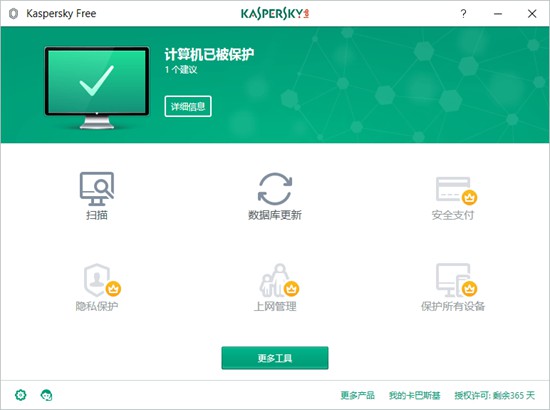 Kaspersky Free
KASPERSKY
计算机已被保护
1 个建议
详细信息
扫描
数据库更新
安全支付
隐私保护
上网管理
保护所有设备
更多工具
更多产品
我的卡巴斯基
授权许可: 剩余365 天